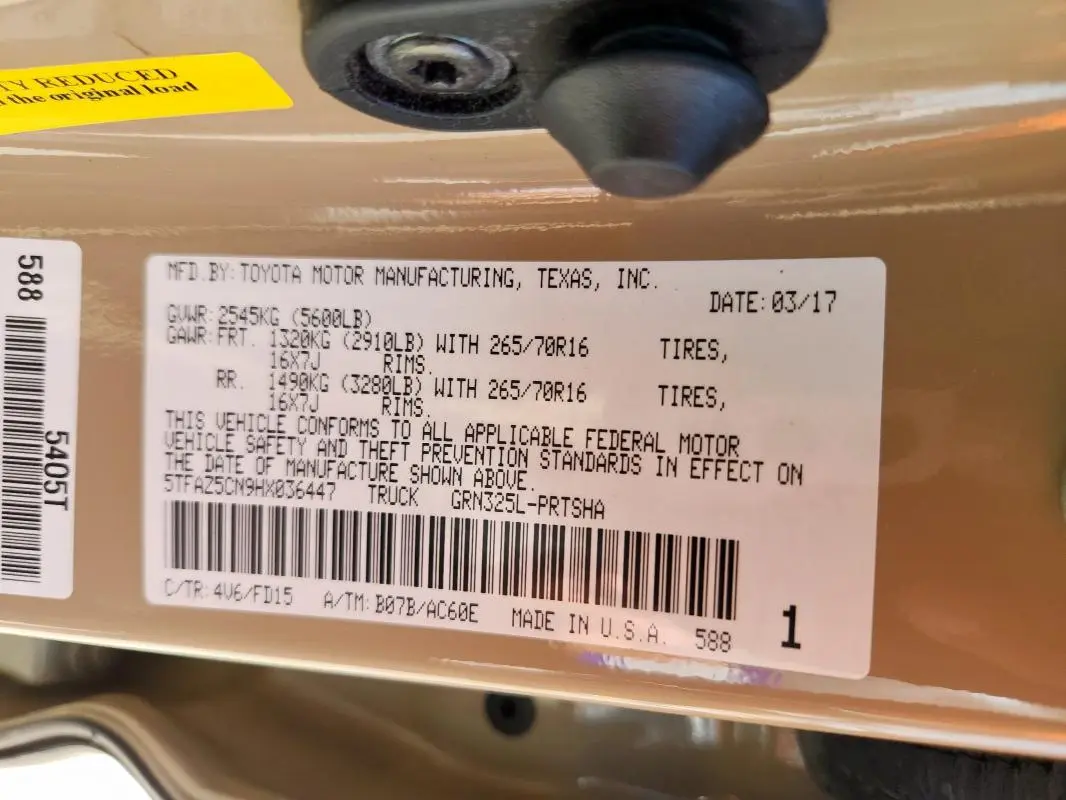 TY REDUCED
the original load
588
5405T
MFD.BY:TOYOTA MOTOR MANUFACTURING, TEXAS, INC.
DATE:03/17
GVWR:2545KG (5600LB)
GAWR:FRT. 1320KG (2910LB) WITH 265/70R16 TIRES,
16X7J RIMS.
RR. 1490KG (3280LB) WITH 265/70R16 TIRES,
16X7J RIMS.
THIS VEHICLE CONFORMS TO ALL APPLICABLE FEDERAL MOTOR
VEHICLE SAFETY AND THEFT PREVENTION STANDARDS IN EFFECT ON
THE DATE OF MANUFACTURE SHOWN ABOVE.
5TFAZ5CN9HX036447 TRUCK GRN325L-PRTSHA
C/TR:4V6/FD15 A/TM:B07B/AC60E MADE IN U.S.A. 588
1